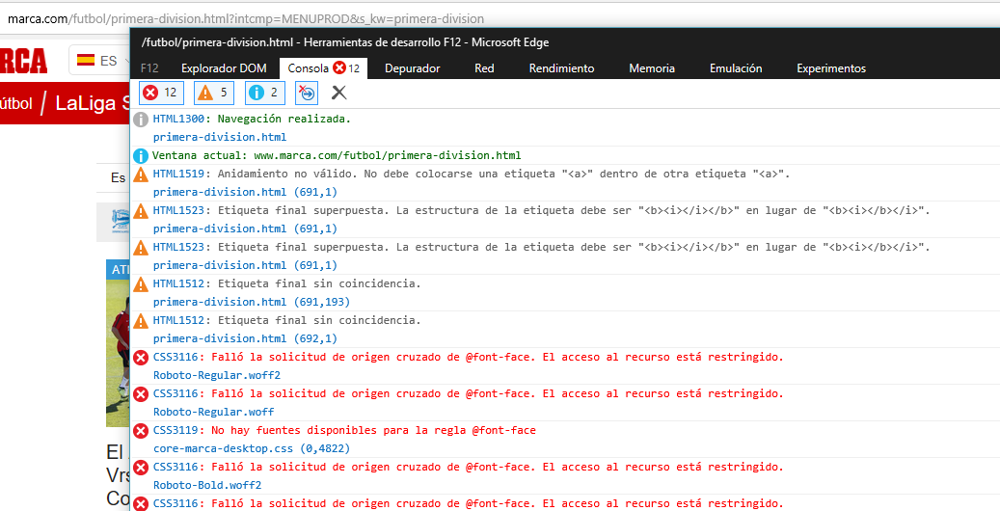 marca.com/futbol/primera-division.html?intcmp=MENUPROD&s_kw=primera-division
/futbol/primera-division.html - Herramientas de desarrollo F12 - Microsoft Edge
RCA
ES
F12 Explorador DOM Consola 12 Depurador Red Rendimiento Memoria Emulación Experimentos
12 5 2
útbol / LaLiga S
HTML1300: Navegación realizada.
primera-division.html
Ventana actual: www.marca.com/futbol/primera-division.html
Es
HTML1519: Anidamiento no válido. No debe colocarse una etiqueta "<a>" dentro de otra etiqueta "<a>".
primera-division.html (691,1)
HTML1523: Etiqueta final superpuesta. La estructura de la etiqueta debe ser "<b><i></i></b>" en lugar de "<b><i></b></i>".
primera-division.html (691,1)
HTML1523: Etiqueta final superpuesta. La estructura de la etiqueta debe ser "<b><i></i></b>" en lugar de "<b><i></b></i>".
primera-division.html (691,1)
ATI
HTML1512: Etiqueta final sin coincidencia.
primera-division.html (691,193)
HTML1512: Etiqueta final sin coincidencia.
primera-division.html (692,1)
CSS3116: Falló la solicitud de origen cruzado de @font-face. El acceso al recurso está restringido.
Roboto-Regular.woff2
CSS3116: Falló la solicitud de origen cruzado de @font-face. El acceso al recurso está restringido.
Roboto-Regular.woff
CSS3119: No hay fuentes disponibles para la regla @font-face
core-marca-desktop.css (0,4822)
El
Vrs
Co
CSS3116: Falló la solicitud de origen cruzado de @font-face. El acceso al recurso está restringido.
Roboto-Bold.woff2
CSS3116: Falló la solicitud de origen cruzado de @font-face. El acceso al recurso está restringido.